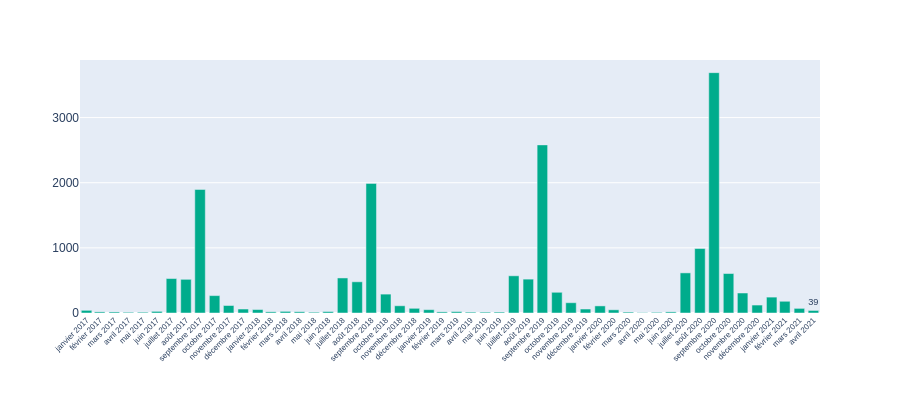 3000
2000
1000
0
39
janvier 2017
février 2017
mars 2017
avril 2017
mai 2017
juin 2017
juillet 2017
août 2017
septembre 2017
octobre 2017
novembre 2017
décembre 2017
janvier 2018
février 2018
mars 2018
avril 2018
mai 2018
juin 2018
juillet 2018
août 2018
septembre 2018
octobre 2018
novembre 2018
décembre 2018
janvier 2019
février 2019
mars 2019
avril 2019
mai 2019
juin 2019
juillet 2019
août 2019
septembre 2019
octobre 2019
novembre 2019
décembre 2019
janvier 2020
février 2020
mars 2020
avril 2020
mai 2020
juin 2020
juillet 2020
août 2020
septembre 2020
octobre 2020
novembre 2020
décembre 2020
janvier 2021
février 2021
mars 2021
avril 2021